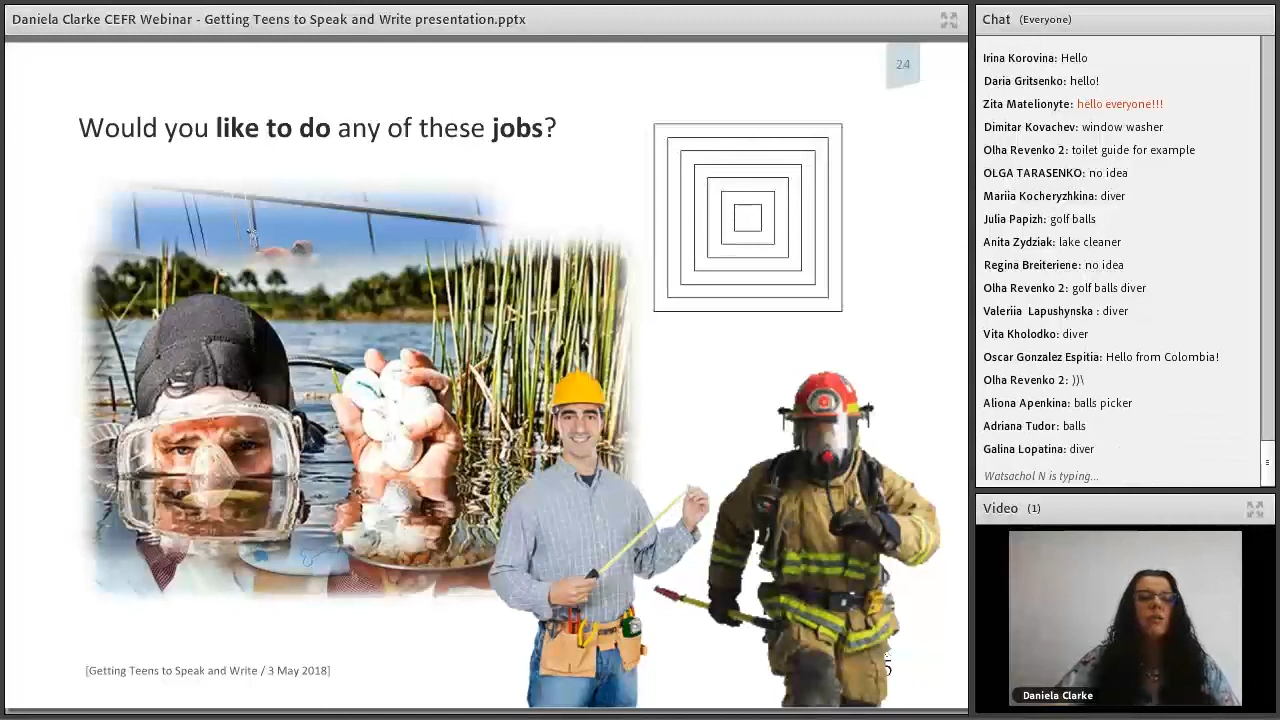 Daniela Clarke CEFR Webinar - Getting Teens to Speak and Write presentation.pptx
24
Would you like to do any of these jobs?
[Getting Teens to Speak and Write / 3 May 2018]
5
Chat (Everyone)
Irina Korovina: Hello
Daria Gritsenko: hello!
Zita Matelionyte: hello everyone!!!
Dimitar Kovachev: window washer
Olha Revenko 2: toilet guide for example
OLGA TARASENKO: no idea
Mariia Kocheryzhkina: diver
Julia Papizh: golf balls
Anita Zydziak: lake cleaner
Regina Breiteriene: no idea
Olha Revenko 2: golf balls diver
Valeriia Lapushynska : diver
Vita Kholodko: diver
Oscar Gonzalez Espitia: Hello from Colombia!
Olha Revenko 2: ))\
Aliona Apenkina: balls picker
Adriana Tudor: balls
Galina Lopatina: diver
Watsachol N is typing...
Video (1)
Daniela Clarke